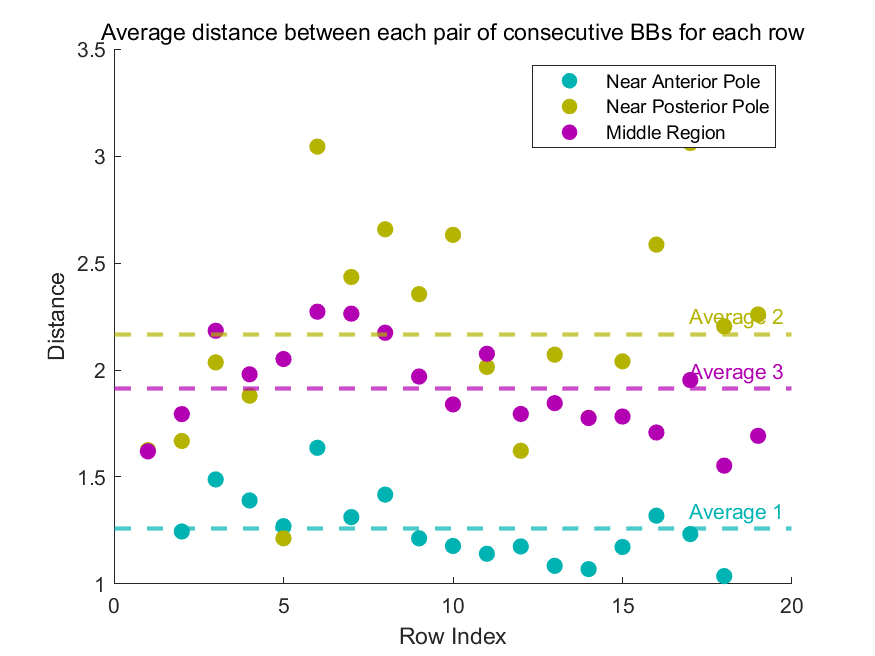 Average distance between each pair of consecutive BBs for each row
3.5
3
2.5
2
1.5
1
Distance
Near Anterior Pole
Near Posterior Pole
Middle Region
Average 2
Average 3
Average 1
0 5 10 15 20
Row Index